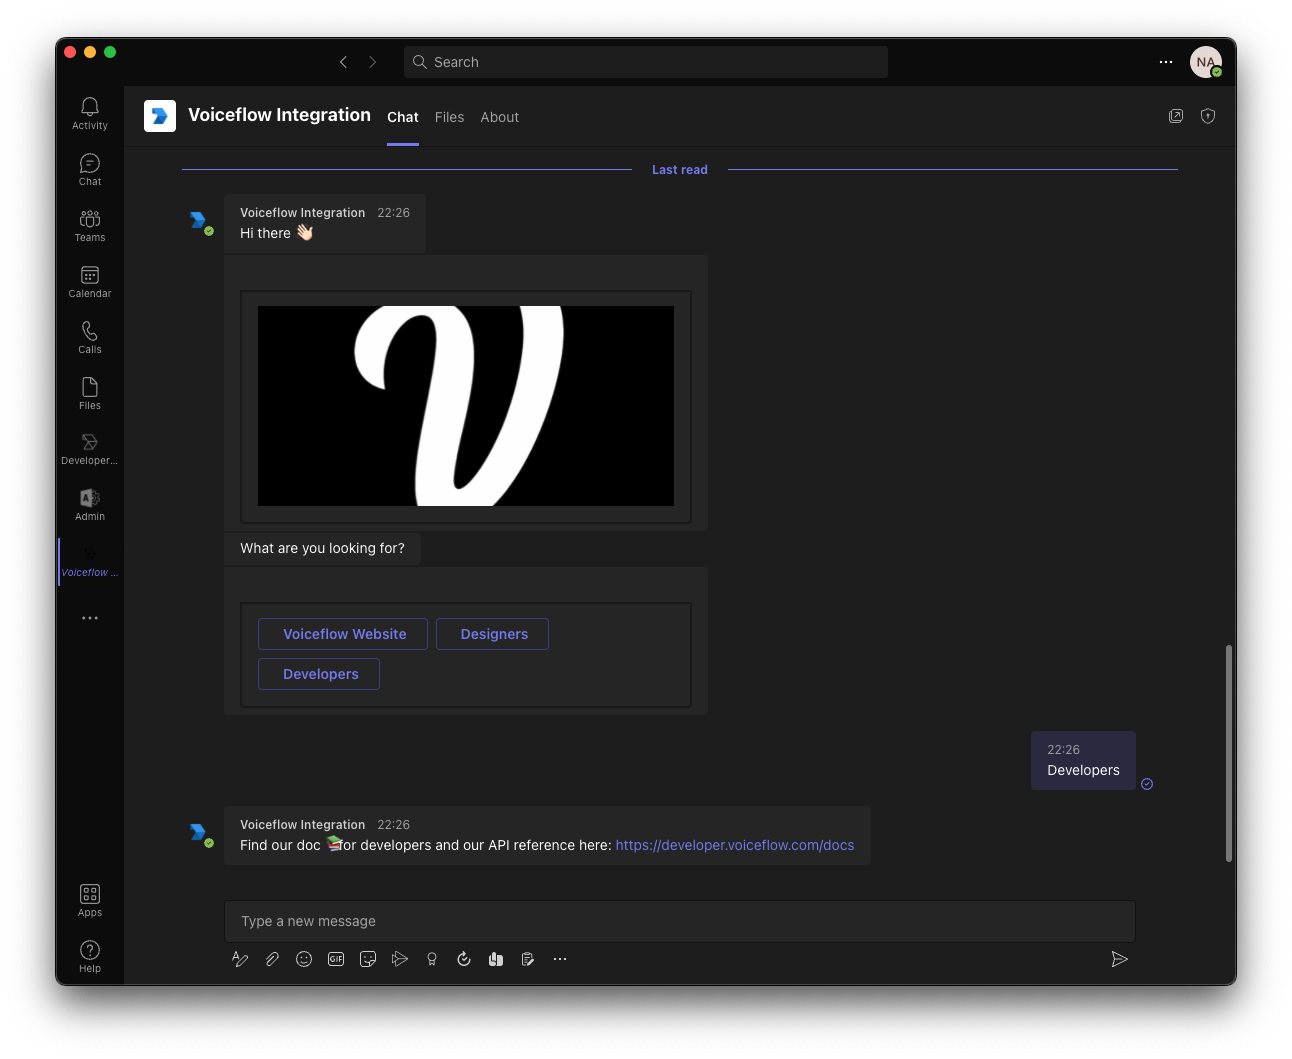 Search
NA
Activity
Chat
Teams
Calendar
Calls
Files
Developer...
Admin
Voiceflow ...
Apps
Help
Voiceflow Integration Chat Files About
Last read
Voiceflow Integration 22:26
Hi there 👋🏻
V
What are you looking for?
Voiceflow Website Designers
Developers
22:26
Developers
Voiceflow Integration 22:26
Find our doc 📚for developers and our API reference here: https://developer.voiceflow.com/docs
Type a new message
GIF